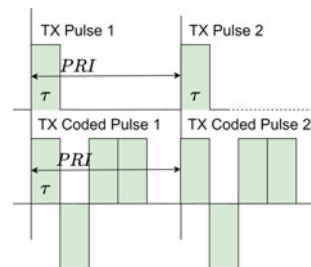 TX Pulse 1 TX Pulse 2
PRI
τ τ
TX Coded Pulse 1 TX Coded Pulse 2
PRI
τ